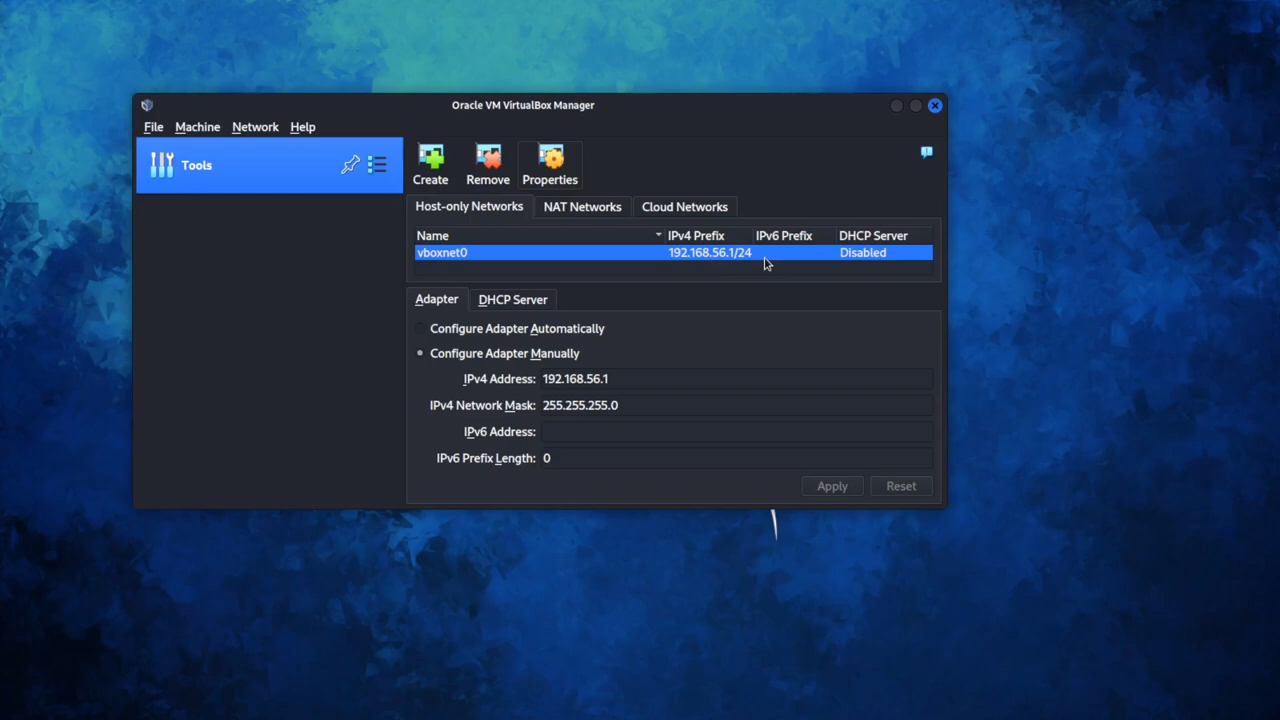 Oracle VM VirtualBox Manager
File Machine Network Help
Tools
Create Remove Properties
Host-only Networks NAT Networks Cloud Networks
Name IPv4 Prefix IPv6 Prefix DHCP Server
vboxnet0 192.168.56.1/24 Disabled
Adapter DHCP Server
Configure Adapter Automatically
Configure Adapter Manually
IPv4 Address: 192.168.56.1
IPv4 Network Mask: 255.255.255.0
IPv6 Address:
IPv6 Prefix Length: 0
Apply Reset